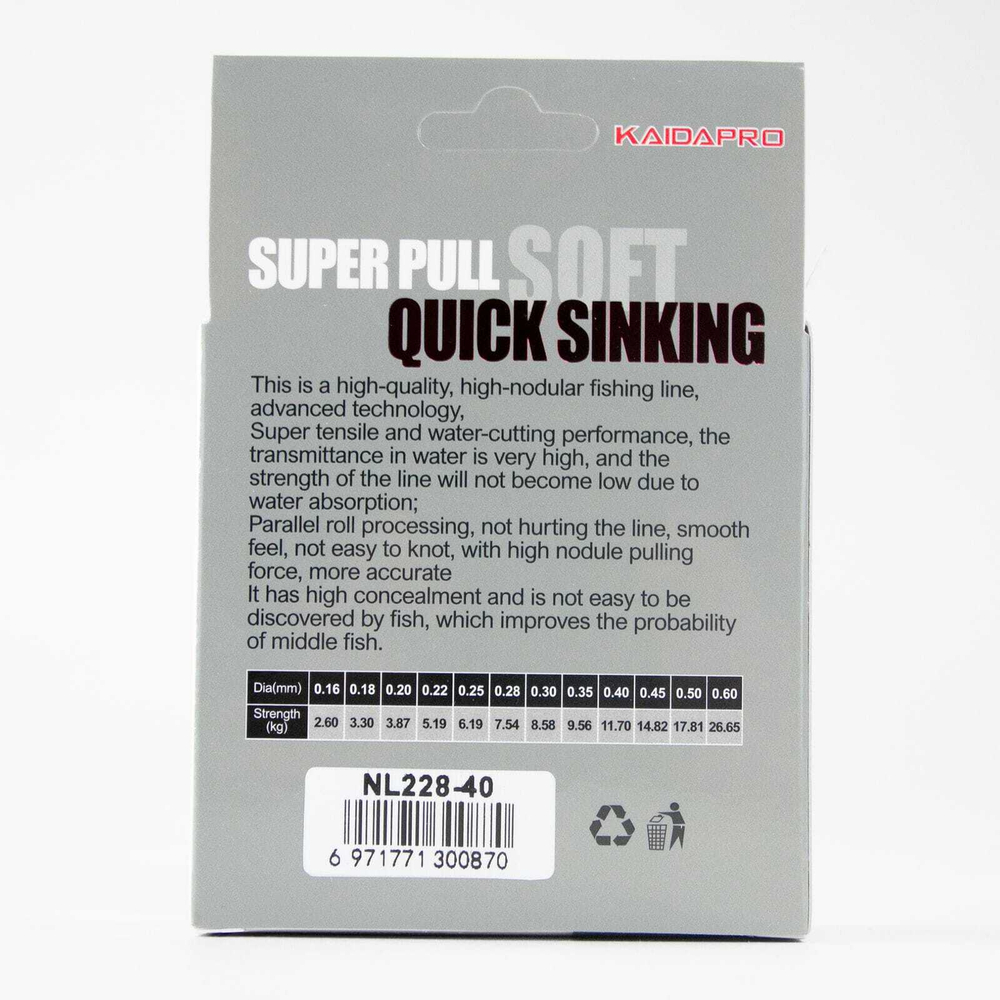 KAIDAPRO
SUPER PULL SOFT
QUICK SINKING
This is a high-quality, high-nodular fishing line,
advanced technology,
Super tensile and water-cutting performance, the
transmittance in water is very high, and the
strength of the line will not become low due to
water absorption;
Parallel roll processing, not hurting the line, smooth
feel, not easy to knot, with high nodule pulling
force, more accurate
It has high concealment and is not easy to be
discovered by fish, which improves the probability
of middle fish.
Dia(mm) 0.16 0.18 0.20 0.22 0.25 0.28 0.30 0.35 0.40 0.45 0.50 0.60
Strength
(kg) 2.60 3.30 3.87 5.19 6.19 7.54 8.58 9.56 11.70 14.82 17.81 26.65
NL228-40
6 971771 300870